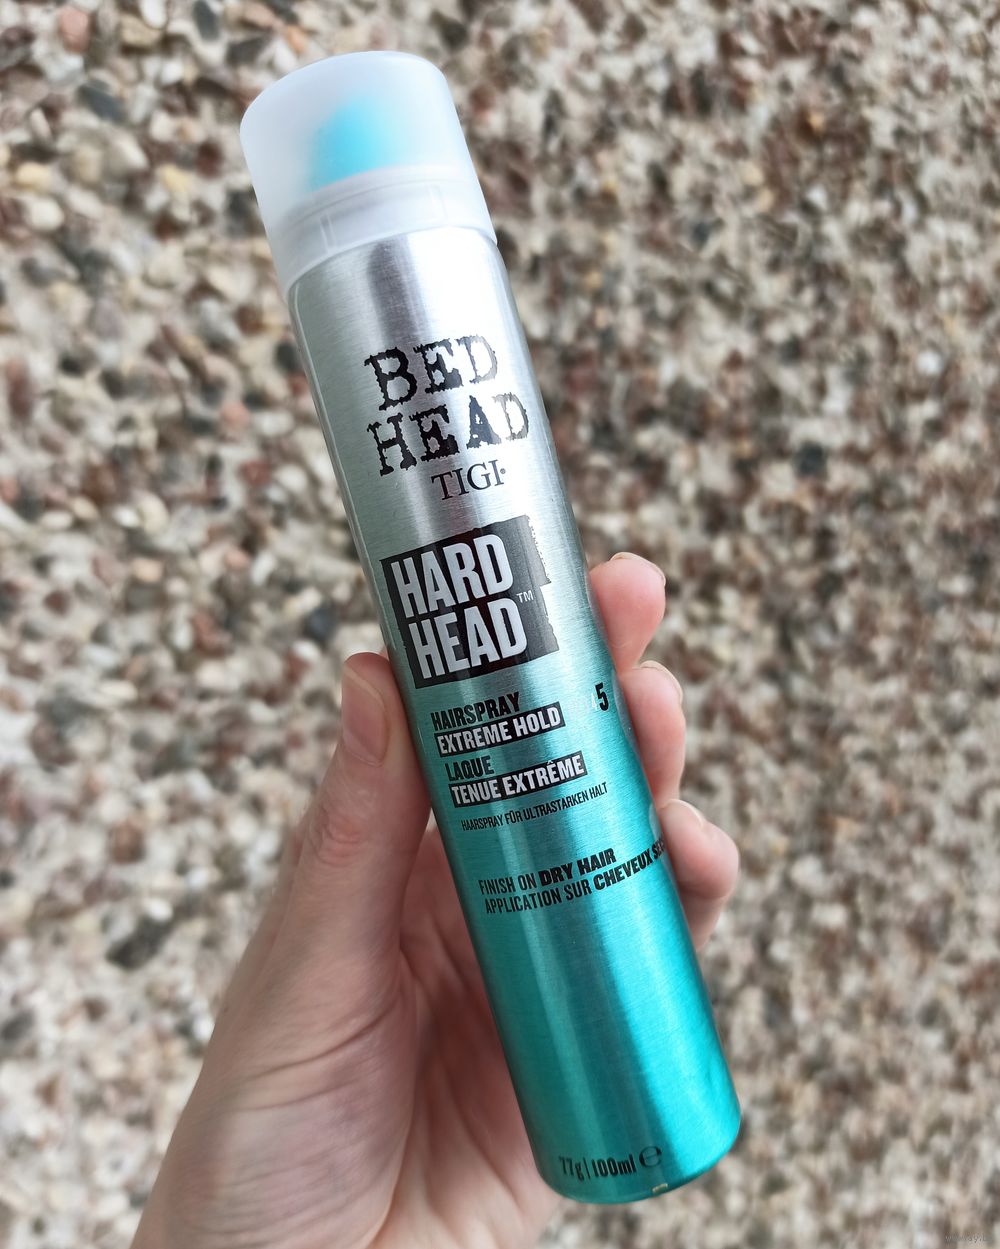 BED
HEAD
TIGI
HARD
HEAD™
HAIRSPRAY
EXTREME HOLD
5
LAQUE
TENUE EXTRÊME
HAARSPRAY FÜR ULTRASTARKEN HALT
FINISH ON DRY HAIR
APPLICATION SUR CHEVEUX
77g | 100ml ℮